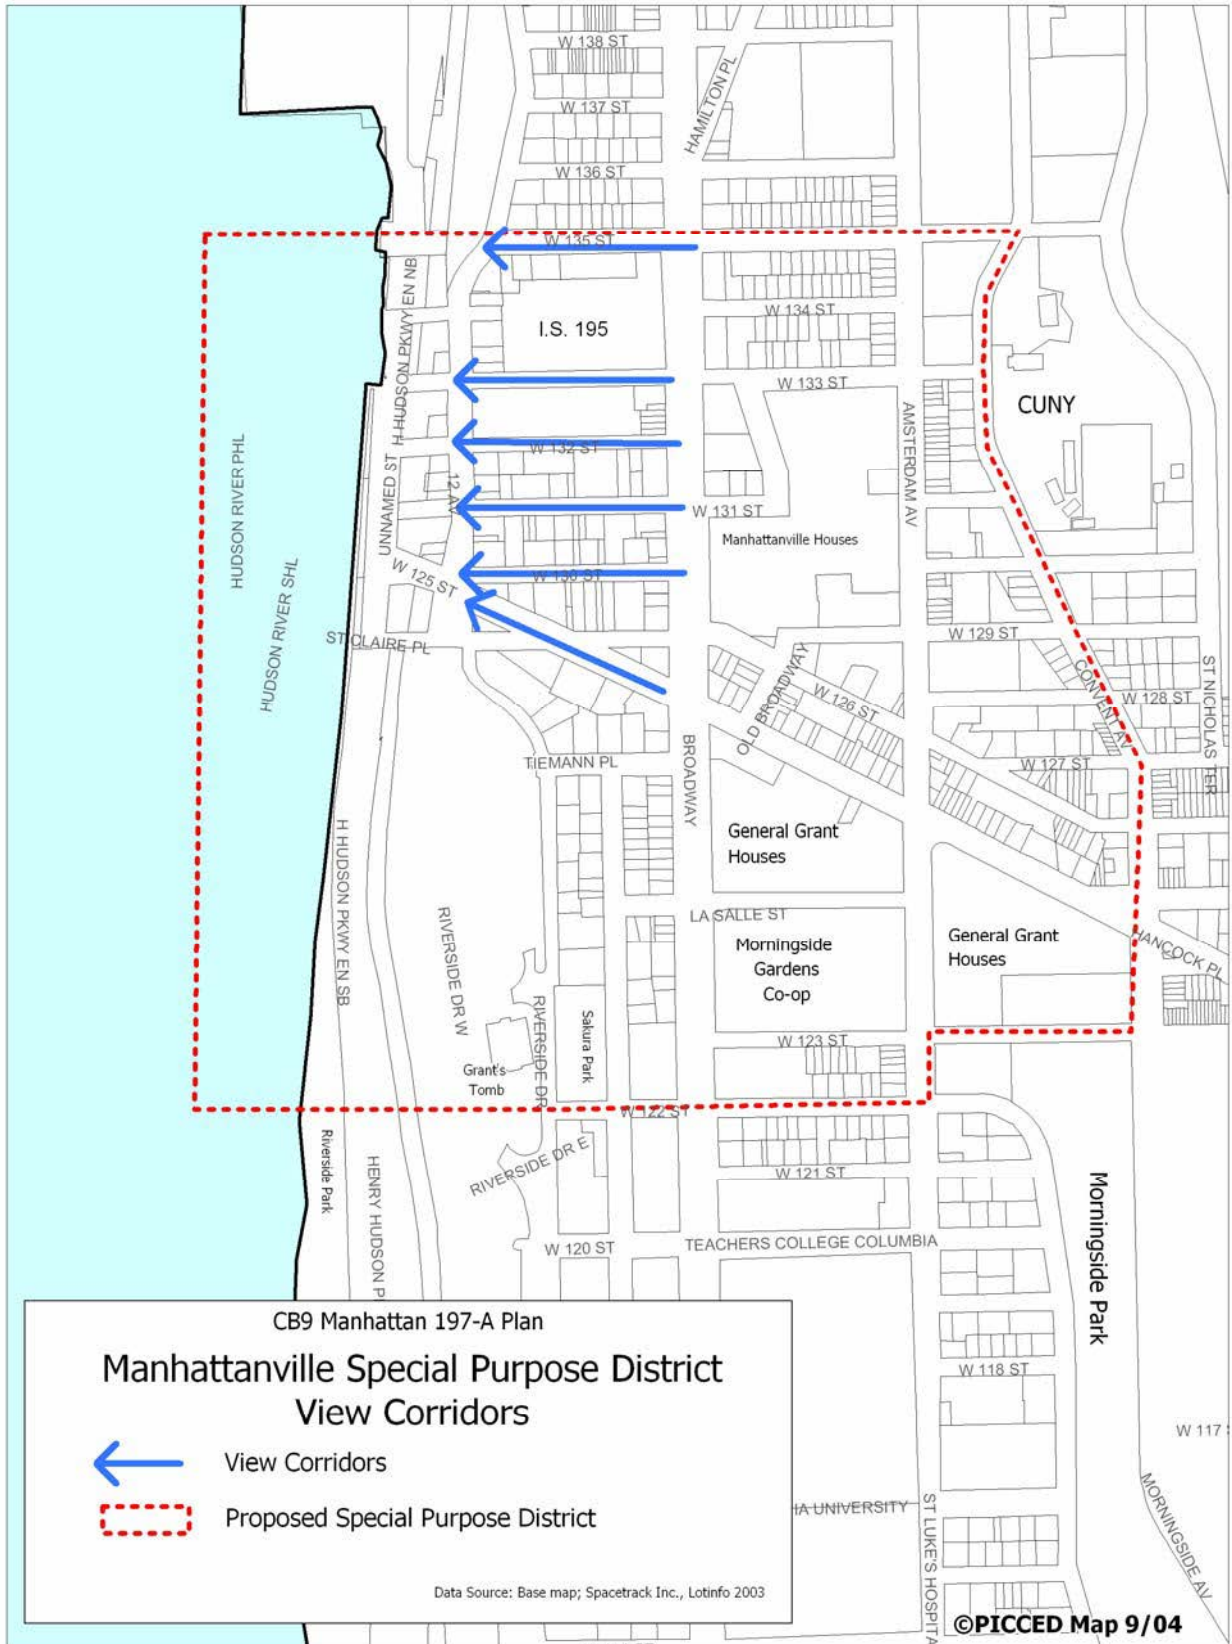 W 138 ST
HAMILTON PL
W 137 ST
W 136 ST
W 135 ST
H HUDSON PKWY EN NB
W 134 ST
I.S. 195
W 133 ST
CUNY
AMSTERDAM AV
HUDSON RIVER PHL
UNNAMED ST
W 132 ST
12 AV
W 131 ST
Manhattanville Houses
W 130 ST
W 125 ST
HUDSON RIVER SHL
ST CLAIRE PL
W 129 ST
OLD BROADWAY
W 126 ST
CONVENT AV
W 128 ST
ST NICHOLAS TER
BROADWAY
TIEMANN PL
W 127 ST
General Grant
Houses
H HUDSON PKWY EN SB
LA SALLE ST
RIVERSIDE DR W
Morningside
Gardens
Co-op
General Grant
Houses
HANCOCK PL
RIVERSIDE DR
Sakura Park
W 123 ST
Grant's
Tomb
W 122 ST
Riverside Park
RIVERSIDE DR E
HENRY HUDSON P
W 121 ST
Morningside Park
W 120 ST
TEACHERS COLLEGE COLUMBIA
W 118 ST
W 117
MORNINGSIDE AV
IA UNIVERSITY
ST LUKE'S HOSPITA
CB9 Manhattan 197-A Plan
Manhattanville Special Purpose District
View Corridors
View Corridors
Proposed Special Purpose District
Data Source: Base map; Spacetrack Inc., Lotinfo 2003
©PICCED Map 9/04